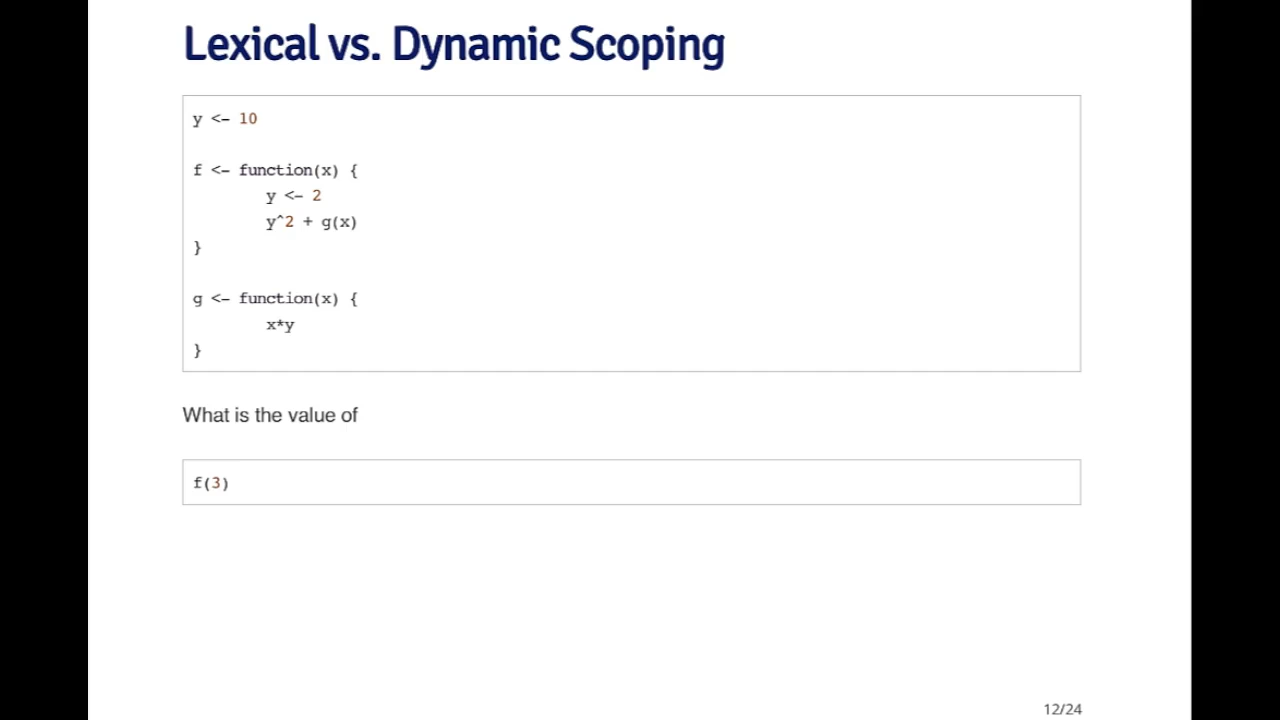 Lexical vs. Dynamic Scoping
y <- 10
f <- function(x) {
y <- 2
y^2 + g(x)
}
g <- function(x) {
x*y
}
What is the value of
f(3)
12/24